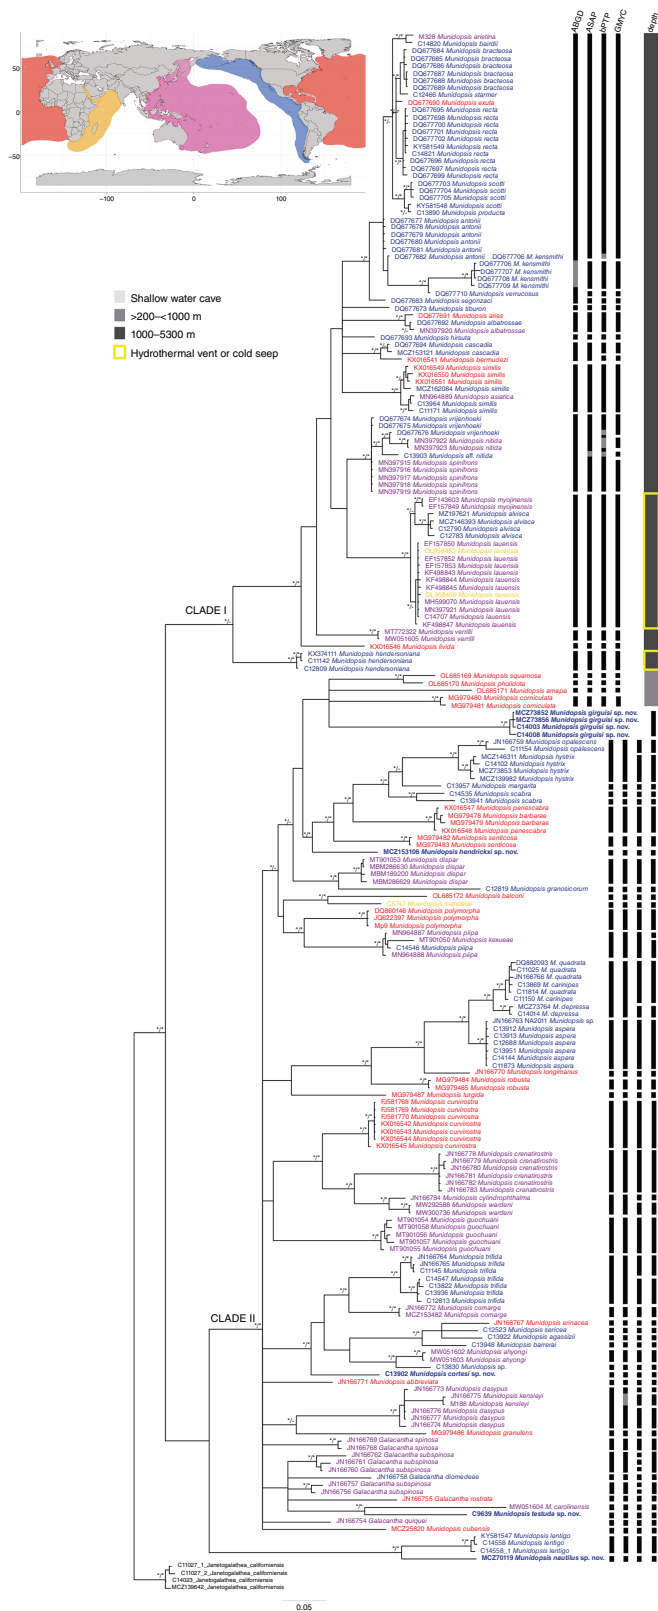 ABGD
ASAP
bPTP
GMYC
depth
50
0
−50
−100
0
100
Shallow water cave
>200–<1000 m
1000–5300 m
Hydrothermal vent or cold seep
M328 Munidopsis arietina
C14820 Munidopsis bairdii
DQ677684 Munidopsis bracteosa
DQ677685 Munidopsis bracteosa
DQ677686 Munidopsis bracteosa
DQ677687 Munidopsis bracteosa
DQ677688 Munidopsis bracteosa
DQ677689 Munidopsis bracteosa
C12466 Munidopsis starmer
DQ677690 Munidopsis exuta
DQ677695 Munidopsis recta
DQ677698 Munidopsis recta
DQ677700 Munidopsis recta
DQ677701 Munidopsis recta
DQ677702 Munidopsis recta
KY581549 Munidopsis recta
C14821 Munidopsis recta
DQ677696 Munidopsis recta
DQ677697 Munidopsis recta
DQ677699 Munidopsis recta
DQ677703 Munidopsis scotti
DQ677704 Munidopsis scotti
DQ677705 Munidopsis scotti
KY581548 Munidopsis scotti
C13890 Munidopsis producta
DQ677677 Munidopsis antonii
DQ677678 Munidopsis antonii
DQ677679 Munidopsis antonii
DQ677680 Munidopsis antonii
DQ677681 Munidopsis antonii
DQ677682 Munidopsis antonii
DQ677706 M. kensmithi
DQ677706 M. kensmithi
DQ677707 M. kensmithi
DQ677708 M. kensmithi
DQ677709 M. kensmithi
DQ677710 Munidopsis verrucosus
DQ677683 Munidopsis segonzaci
DQ677673 Munidopsis tiburon
DQ677691 Munidopsis aries
DQ677692 Munidopsis albatrossae
MN397920 Munidopsis albatrossae
DQ677693 Munidopsis hirsuta
DQ677694 Munidopsis cascadia
MCZ153121 Munidopsis cascadia
KX016541 Munidopsis bermudezi
KX016549 Munidopsis similis
KX016550 Munidopsis similis
KX016551 Munidopsis similis
MCZ162084 Munidopsis similis
MN964889 Munidopsis asiatica
C13964 Munidopsis similis
C11171 Munidopsis similis
DQ677674 Munidopsis vrijenhoeki
DQ677675 Munidopsis vrijenhoeki
DQ677676 Munidopsis vrijenhoeki
MN397922 Munidopsis nitida
MN397923 Munidopsis nitida
C13903 Munidopsis aff. nitida
MN397915 Munidopsis spinifrons
MN397916 Munidopsis spinifrons
MN397917 Munidopsis spinifrons
MN397918 Munidopsis spinifrons
MN397919 Munidopsis spinifrons
EF143603 Munidopsis myojinensis
EF157849 Munidopsis myojinensis
MZ197621 Munidopsis alvisca
MCZ146393 Munidopsis alvisca
C12790 Munidopsis alvisca
C12783 Munidopsis alvisca
EF157850 Munidopsis lauensis
EF157852 Munidopsis lauensis
EF157853 Munidopsis lauensis
KF498843 Munidopsis lauensis
KF498844 Munidopsis lauensis
KF498845 Munidopsis lauensis
MH599070 Munidopsis lauensis
MN397921 Munidopsis lauensis
C14707 Munidopsis lauensis
KF498847 Munidopsis lauensis
CLADE I
MT772322 Munidopsis verrilli
MW051605 Munidopsis verrilli
KX016546 Munidopsis livida
KX374111 Munidopsis hendersoniana
C11142 Munidopsis hendersoniana
C12809 Munidopsis hendersoniana
OL685169 Munidopsis squamosa
OL685170 Munidopsis pholidota
OL685171 Munidopsis amapa
MG979480 Munidopsis corniculata
MG979481 Munidopsis corniculata
MCZ73852 Munidopsis girguisi sp. nov.
MCZ73856 Munidopsis girguisi sp. nov.
C14003 Munidopsis girguisi sp. nov.
C14008 Munidopsis girguisi sp. nov.
JN166759 Munidopsis opalescens
C11154 Munidopsis opalescens
MCZ146311 Munidopsis hystrix
C14102 Munidopsis hystrix
MCZ73853 Munidopsis hystrix
MCZ139982 Munidopsis hystrix
C13957 Munidopsis margarita
C14535 Munidopsis scabra
C13941 Munidopsis scabra
KX016547 Munidopsis penescabra
MG979478 Munidopsis barbarae
MG979479 Munidopsis barbarae
KX016548 Munidopsis penescabra
MG979482 Munidopsis senticosa
MG979483 Munidopsis senticosa
MCZ153106 Munidopsis hendrickxi sp. nov.
MT901053 Munidopsis dispar
MBM286630 Munidopsis dispar
MBM189200 Munidopsis dispar
MBM286629 Munidopsis dispar
C12819 Munidopsis granosicorum
OL685172 Munidopsis balconi
DQ860146 Munidopsis polymorpha
JQ622397 Munidopsis polymorpha
Mp9 Munidopsis polymorpha
MN964887 Munidopsis pilpa
MT901050 Munidopsis kexueae
C14546 Munidopsis pilpa
MN964888 Munidopsis pilpa
DQ882093 M. quadrata
C11025 M. quadrata
JN166766 M. quadrata
C13869 M. carinipes
C11814 M. quadrata
C11150 M. carinipes
MCZ73764 M. depressa
C14014 M. depressa
JN166763 NA2011 Munidopsis sp.
C13912 Munidopsis aspera
C13913 Munidopsis aspera
C12688 Munidopsis aspera
C13951 Munidopsis aspera
C14144 Munidopsis aspera
C11873 Munidopsis aspera
JN166770 Munidopsis longimanus
MG979484 Munidopsis robusta
MG979485 Munidopsis robusta
MG979487 Munidopsis turgida
FJ581768 Munidopsis curvirostra
FJ581769 Munidopsis curvirostra
FJ581770 Munidopsis curvirostra
KX016542 Munidopsis curvirostra
KX016543 Munidopsis curvirostra
KX016544 Munidopsis curvirostra
KX016545 Munidopsis curvirostra
JN166778 Munidopsis crenatirostris
JN166779 Munidopsis crenatirostris
JN166780 Munidopsis crenatirostris
JN166781 Munidopsis crenatirostris
JN166782 Munidopsis crenatirostris
JN166783 Munidopsis crenatirostris
JN166784 Munidopsis cylindrophthalma
MW292588 Munidopsis wardeni
MW300736 Munidopsis wardeni
MT901054 Munidopsis guochuani
MT901058 Munidopsis guochuani
MT901056 Munidopsis guochuani
MT901057 Munidopsis guochuani
MT901055 Munidopsis guochuani
JN166764 Munidopsis trifida
JN166765 Munidopsis trifida
C11145 Munidopsis trifida
C14547 Munidopsis trifida
C13822 Munidopsis trifida
C13936 Munidopsis trifida
C12813 Munidopsis trifida
JN166772 Munidopsis comarge
MCZ153482 Munidopsis comarge
CLADE II
JN166767 Munidopsis erinacea
C12523 Munidopsis sericea
C13922 Munidopsis agassizii
C13948 Munidopsis barrerai
MW051602 Munidopsis ahyongi
MW051603 Munidopsis ahyongi
C13830 Munidopsis sp.
C13902 Munidopsis cortesi sp. nov.
JN166771 Munidopsis abbreviata
JN166773 Munidopsis dasypus
JN166775 Munidopsis kensleyi
M188 Munidopsis kensleyi
JN166776 Munidopsis dasypus
JN166777 Munidopsis dasypus
JN166774 Munidopsis dasypus
MG979486 Munidopsis granulens
JN166769 Galacantha spinosa
JN166768 Galacantha spinosa
JN166762 Galacantha subspinosa
JN166761 Galacantha subspinosa
JN166760 Galacantha subspinosa
JN166758 Galacantha diomedeae
JN166757 Galacantha subspinosa
JN166756 Galacantha subspinosa
JN166755 Galacantha rostrata
MW051604 M. carolinensis
C9639 Munidopsis testuda sp. nov.
JN166754 Galacantha quiquei
MCZ25820 Munidopsis cubensis
KY581547 Munidopsis lentigo
C14558 Munidopsis lentigo
C14558_1 Munidopsis lentigo
MCZ70119 Munidopsis nautilus sp. nov.
C11027_1_Janetogalathea_californiensis
C11027_2_Janetogalathea_californiensis
C14023_Janetogalathea_californiensis
MCZ139642_Janetogalathea_californiensis
0.05